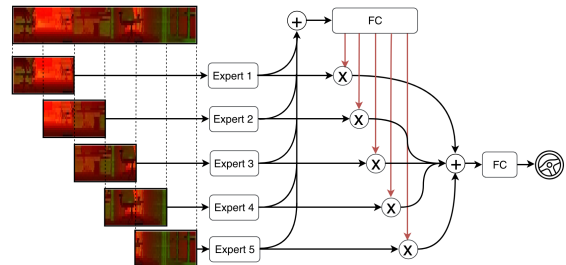 +
FC
Expert 1
X
Expert 2
X
Expert 3
X
+
FC
Expert 4
X
Expert 5
X